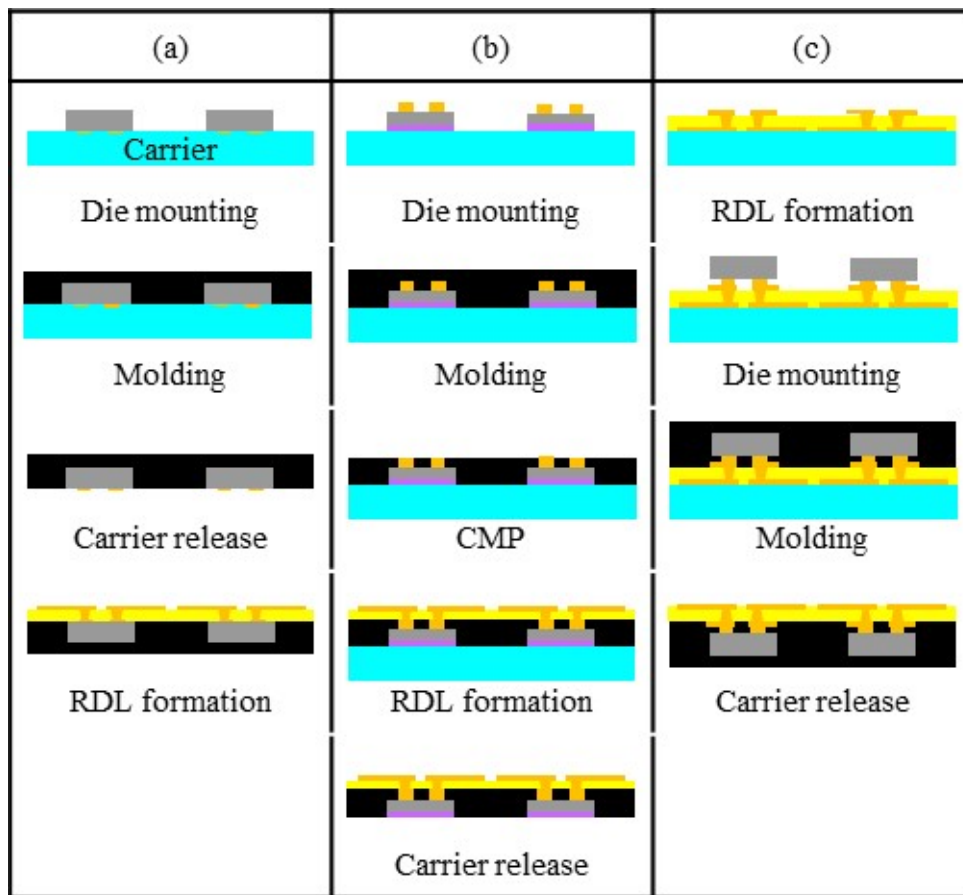 (a)
(b)
(c)
Carrier
Die mounting
Die mounting
RDL formation
Molding
Molding
Die mounting
Carrier release
CMP
Molding
RDL formation
RDL formation
Carrier release
Carrier release